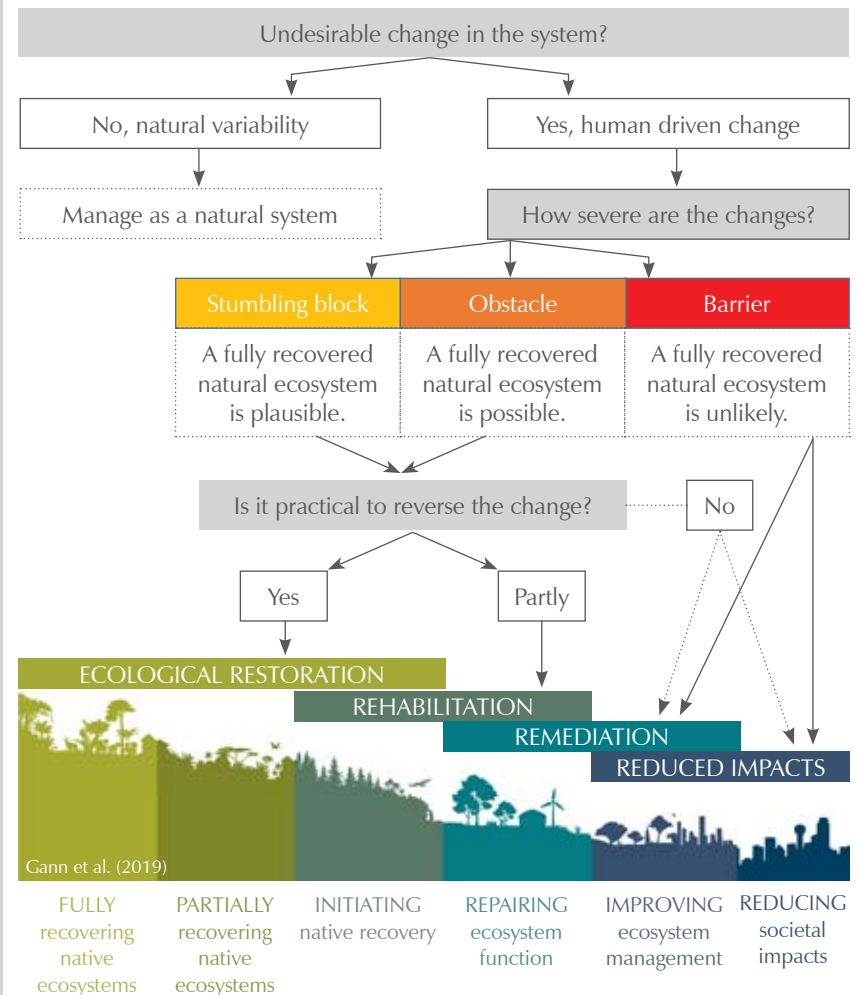 Undesirable change in the system?
No, natural variability
Yes, human driven change
Manage as a natural system
How severe are the changes?
Stumbling block
Obstacle
Barrier
A fully recovered
natural ecosystem
is plausible.
A fully recovered
natural ecosystem
is possible.
A fully recovered
natural ecosystem
is unlikely.
Is it practical to reverse the change?
No
Yes
Partly
ECOLOGICAL RESTORATION
REHABILITATION
REMEDIATION
REDUCED IMPACTS
Gann et al. (2019)
FULLY
recovering
native
ecosystems
PARTIALLY
recovering
native
ecosystems
INITIATING
native recovery
REPAIRING
ecosystem
function
IMPROVING
ecosystem
management
REDUCING
societal
impacts